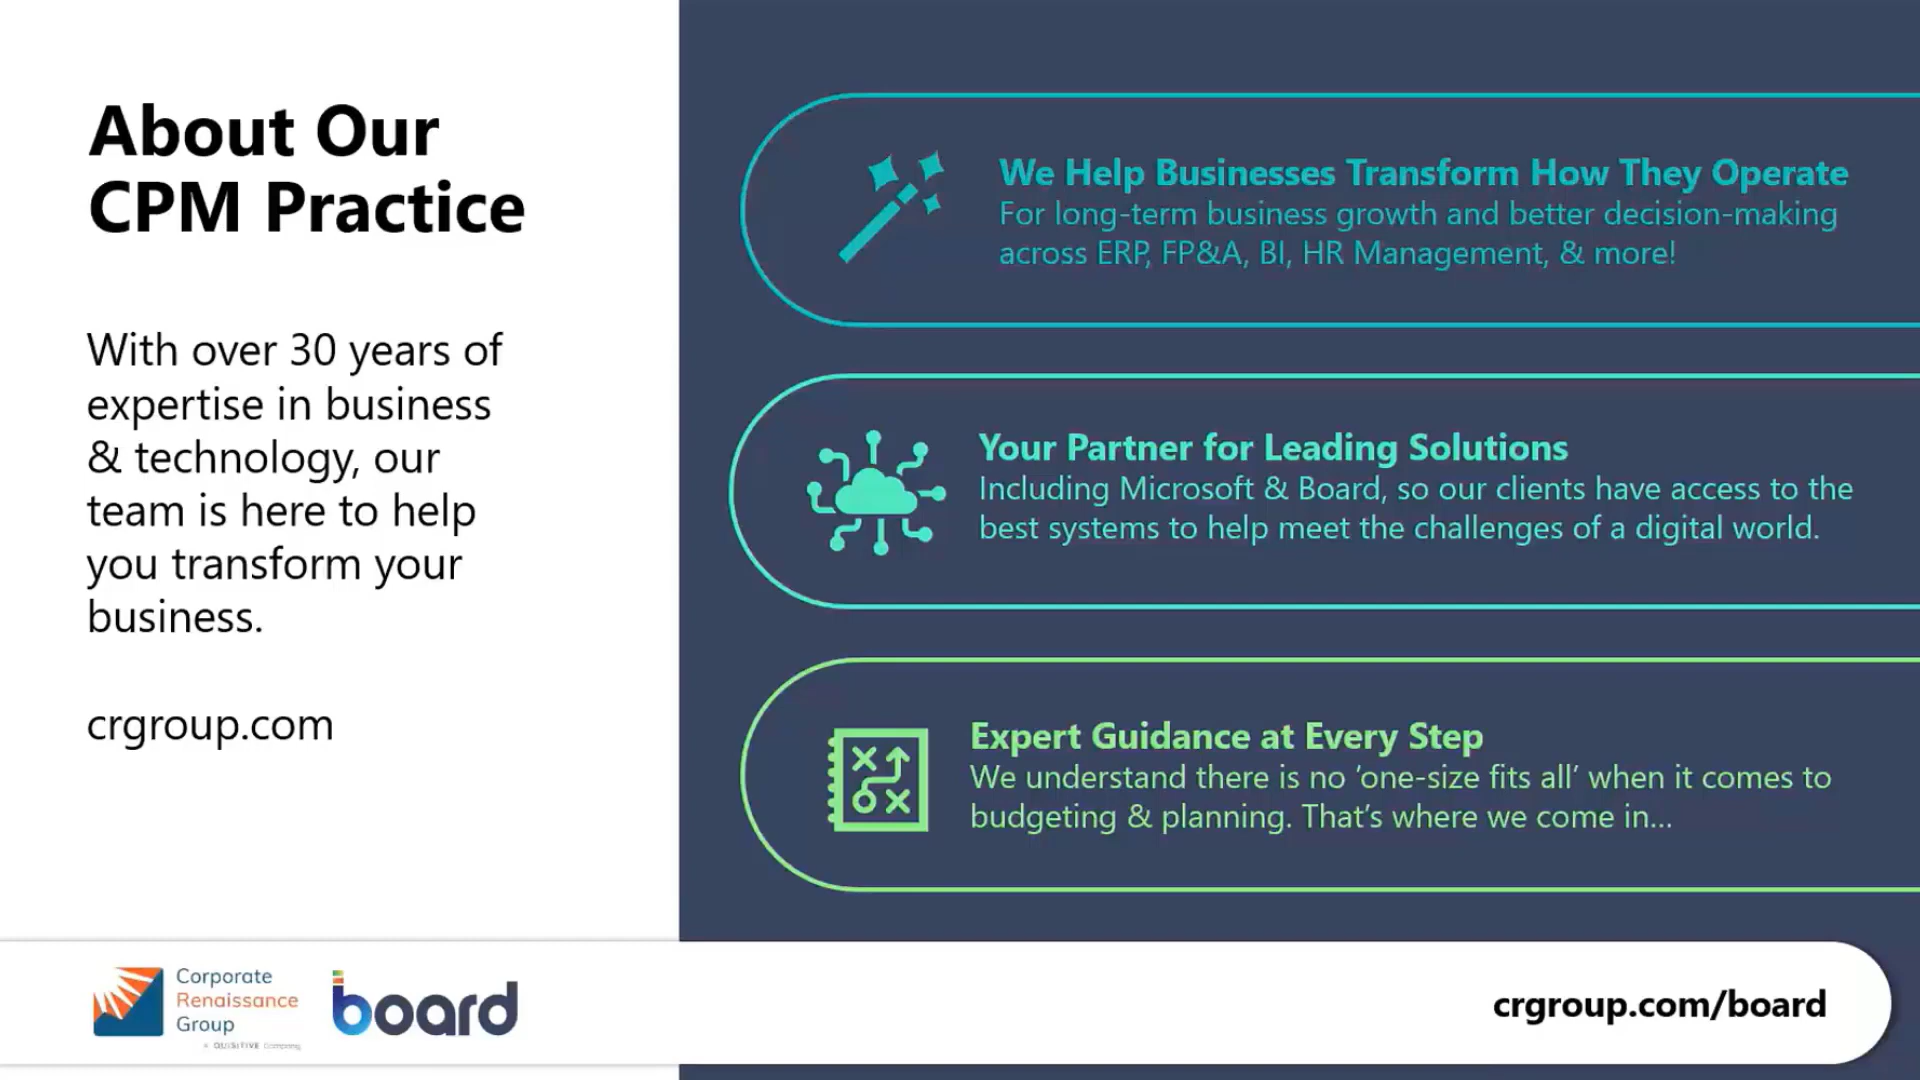 About Our
CPM Practice
With over 30 years of
expertise in business
& technology, our
team is here to help
you transform your
business.
crgroup.com
We Help Businesses Transform How They Operate
For long-term business growth and better decision-making
across ERP, FP&A, BI, HR Management, & more!
Your Partner for Leading Solutions
Including Microsoft & Board, so our clients have access to the
best systems to help meet the challenges of a digital world.
Expert Guidance at Every Step
We understand there is no ‘one-size fits all’ when it comes to
budgeting & planning. That’s where we come in...
Corporate
Renaissance
Group
A QUISITIVE Company
board
crgroup.com/board